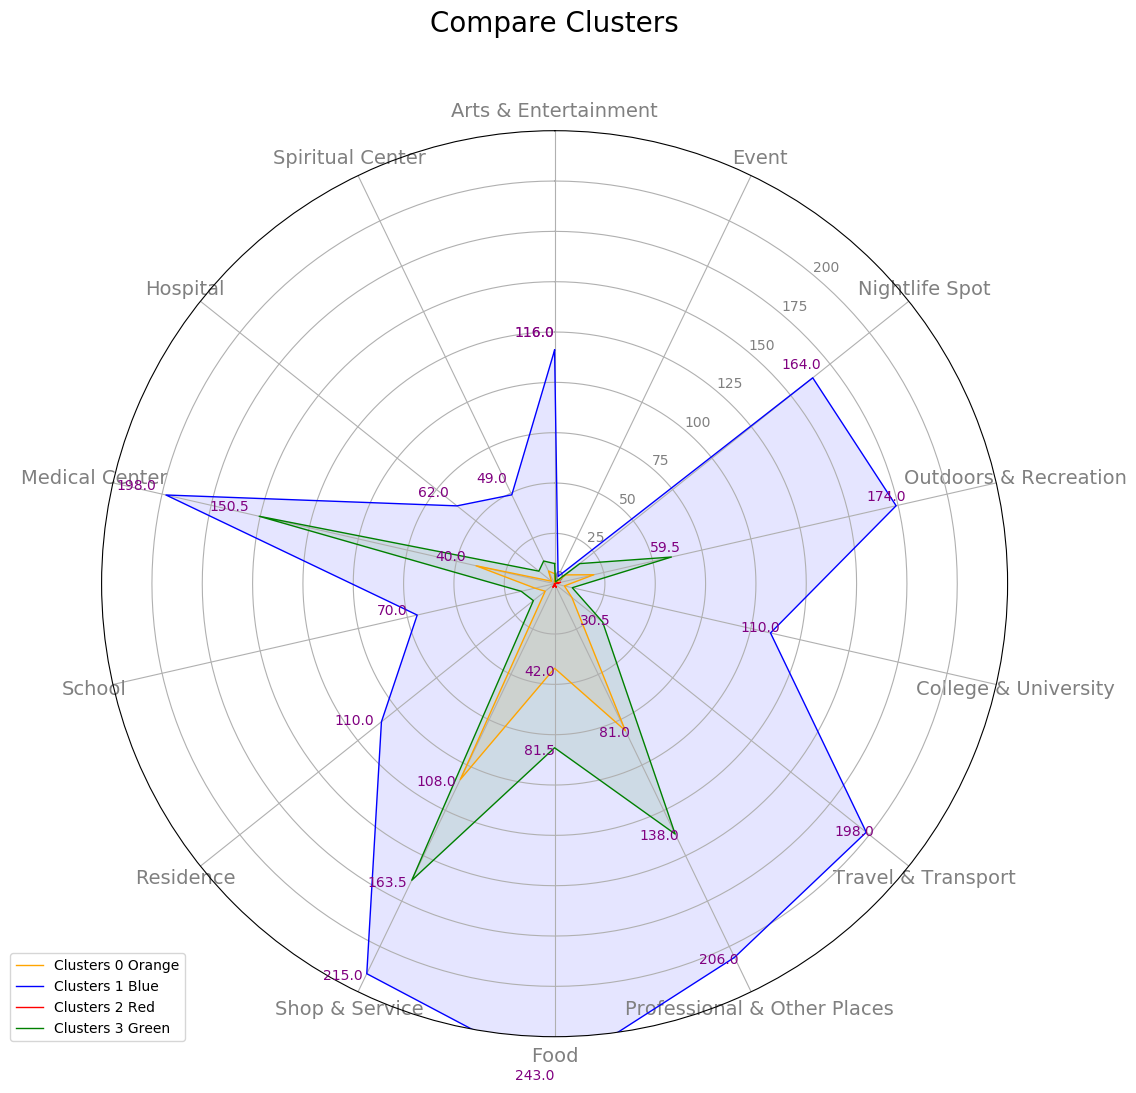 Compare Clusters
Arts & Entertainment
Spiritual Center
Event
200
Hospital
Nightlife Spot
175
116.0
150
164.0
125
100
75
Medical Center
49.0
Outdoors & Recreation
198.0
62.0
50
174.0
150.5
25
59.5
40.0
70.0
30.5
110.0
42.0
School
College & University
110.0
81.0
81.5
108.0
138.0
198.0
Residence
163.5
Travel & Transport
206.0
215.0
Clusters 0 Orange
Clusters 1 Blue
Clusters 2 Red
Clusters 3 Green
Shop & Service
Professional & Other Places
Food
243.0